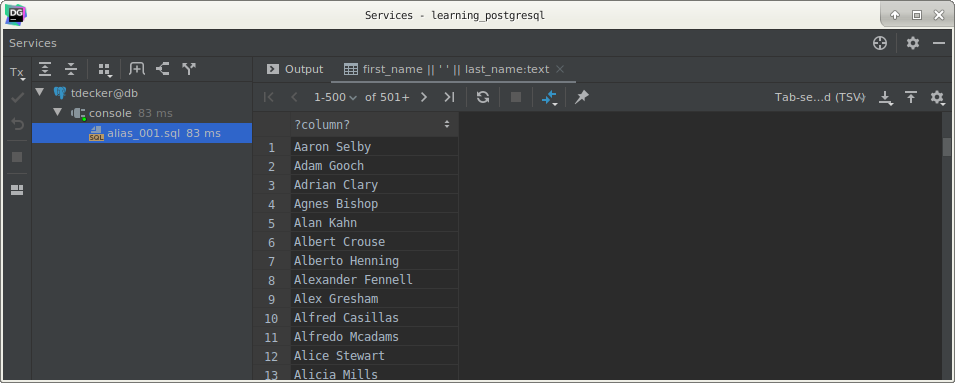 DG
Services - learning_postgresql
Services
Tx
Output
first_name || ' ' || last_name:text
tdecker@db
console 83 ms
alias_001.sql 83 ms
SQL
1-500 of 501+
Tab-se...d (TSV)
?column?
1 Aaron Selby
2 Adam Gooch
3 Adrian Clary
4 Agnes Bishop
5 Alan Kahn
6 Albert Crouse
7 Alberto Henning
8 Alexander Fennell
9 Alex Gresham
10 Alfred Casillas
11 Alfredo Mcadams
12 Alice Stewart
13 Alicia Mills